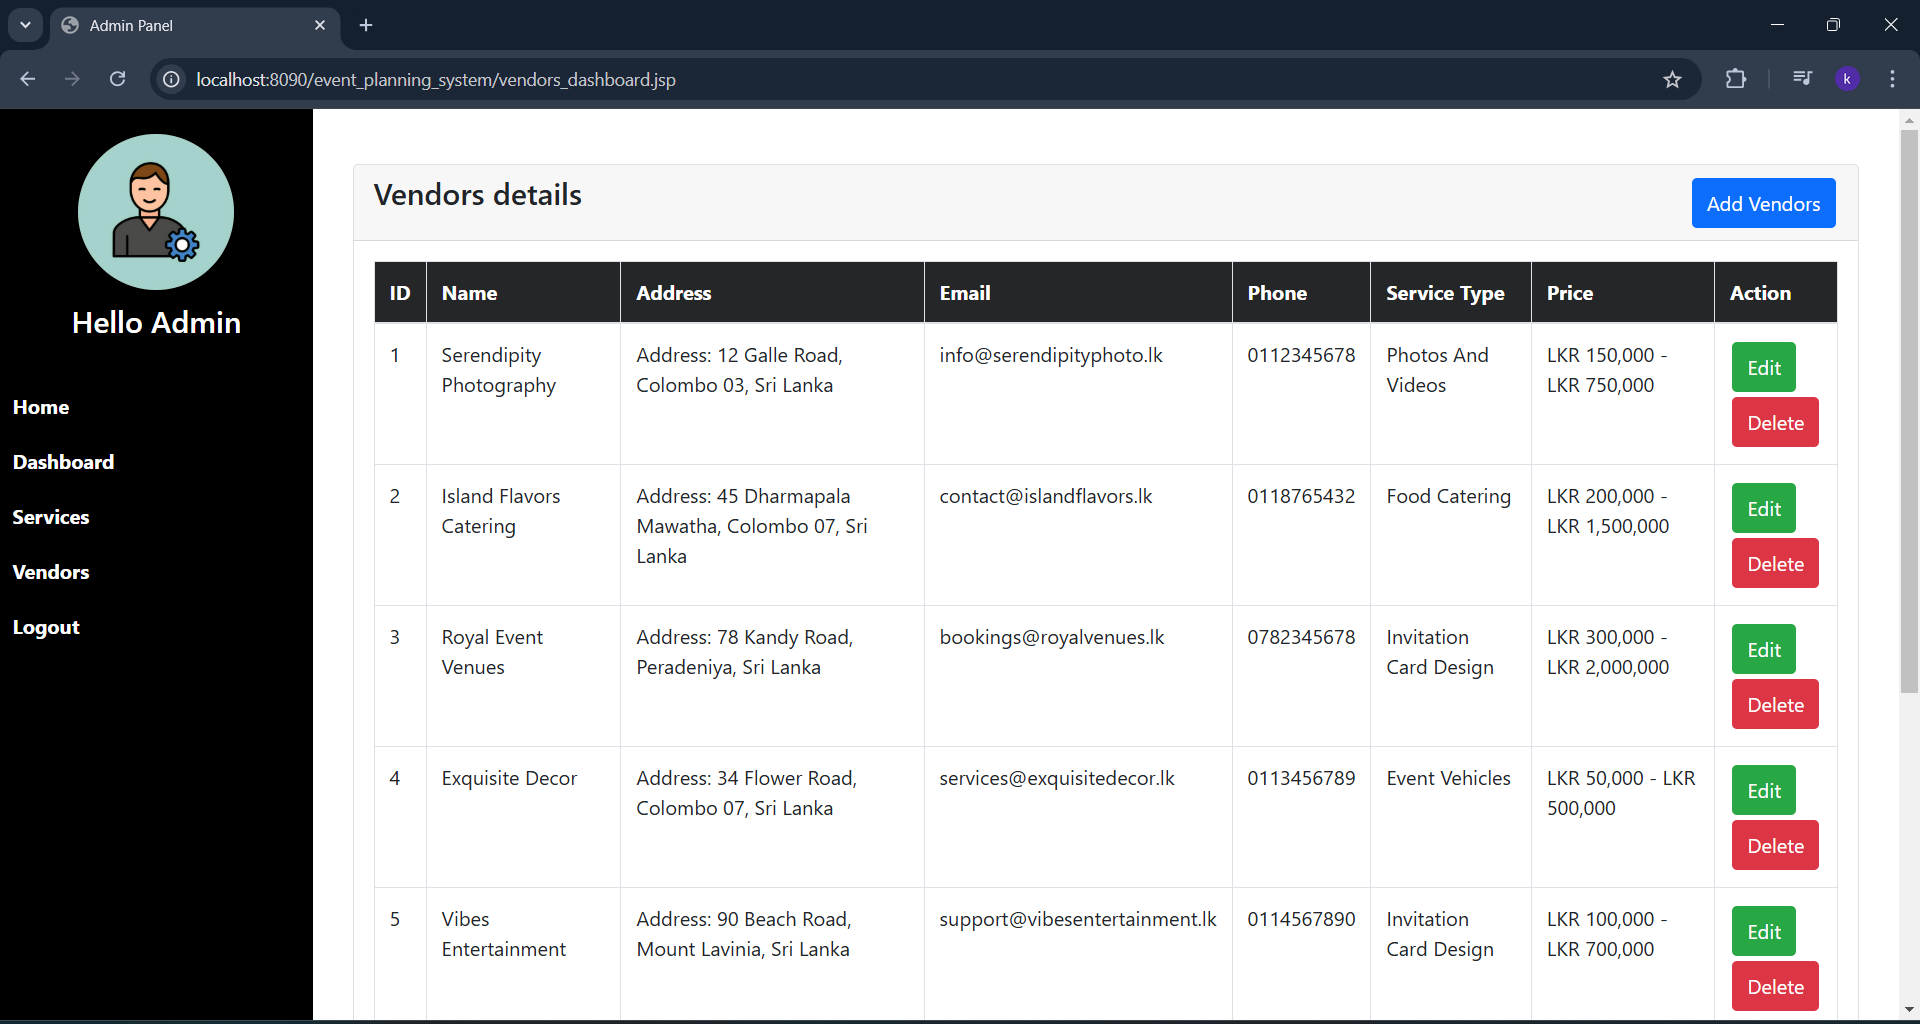 Admin Panel
localhost:8090/event_planning_system/vendors_dashboard.jsp
k
Hello Admin
Home
Dashboard
Services
Vendors
Logout
Vendors details
Add Vendors
ID Name Address Email Phone Service Type Price Action
1 Serendipity Address: 12 Galle Road, info@serendipityphoto.lk 0112345678 Photos And LKR 150,000 - Edit
Photography Colombo 03, Sri Lanka Videos LKR 750,000
Delete
2 Island Flavors Address: 45 Dharmapala contact@islandflavors.lk 0118765432 Food Catering LKR 200,000 - Edit
Catering Mawatha, Colombo 07, Sri LKR 1,500,000
Lanka Delete
3 Royal Event Address: 78 Kandy Road, bookings@royalvenues.lk 0782345678 Invitation LKR 300,000 - Edit
Venues Peradeniya, Sri Lanka Card Design LKR 2,000,000
Delete
4 Exquisite Decor Address: 34 Flower Road, services@exquisitedecor.lk 0113456789 Event Vehicles LKR 50,000 - LKR Edit
Colombo 07, Sri Lanka 500,000
Delete
5 Vibes Address: 90 Beach Road, support@vibesentertainment.lk 0114567890 Invitation LKR 100,000 - Edit
Entertainment Mount Lavinia, Sri Lanka Card Design LKR 700,000
Delete